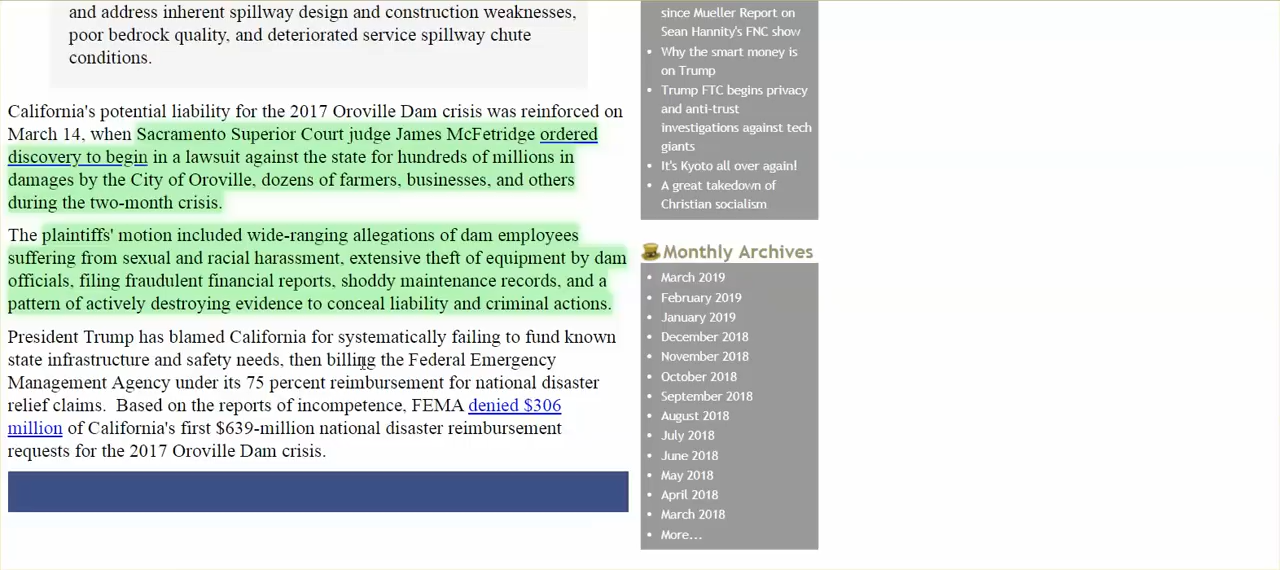 and address inherent spillway design and construction weaknesses,
poor bedrock quality, and deteriorated service spillway chute
conditions.
California's potential liability for the 2017 Oroville Dam crisis was reinforced on
March 14, when Sacramento Superior Court judge James McFetridge ordered
discovery to begin in a lawsuit against the state for hundreds of millions in
damages by the City of Oroville, dozens of farmers, businesses, and others
during the two-month crisis.
The plaintiffs' motion included wide-ranging allegations of dam employees
suffering from sexual and racial harassment, extensive theft of equipment by dam
officials, filing fraudulent financial reports, shoddy maintenance records, and a
pattern of actively destroying evidence to conceal liability and criminal actions.
President Trump has blamed California for systematically failing to fund known
state infrastructure and safety needs, then billing the Federal Emergency
Management Agency under its 75 percent reimbursement for national disaster
relief claims.  Based on the reports of incompetence, FEMA denied $306
million of California's first $639-million national disaster reimbursement
requests for the 2017 Oroville Dam crisis.
since Mueller Report on
Sean Hannity's FNC show
• Why the smart money is
on Trump
• Trump FTC begins privacy
and anti-trust
investigations against tech
giants
• It's Kyoto all over again!
• A great takedown of
Christian socialism
Monthly Archives
• March 2019
• February 2019
• January 2019
• December 2018
• November 2018
• October 2018
• September 2018
• August 2018
• July 2018
• June 2018
• May 2018
• April 2018
• March 2018
• More...